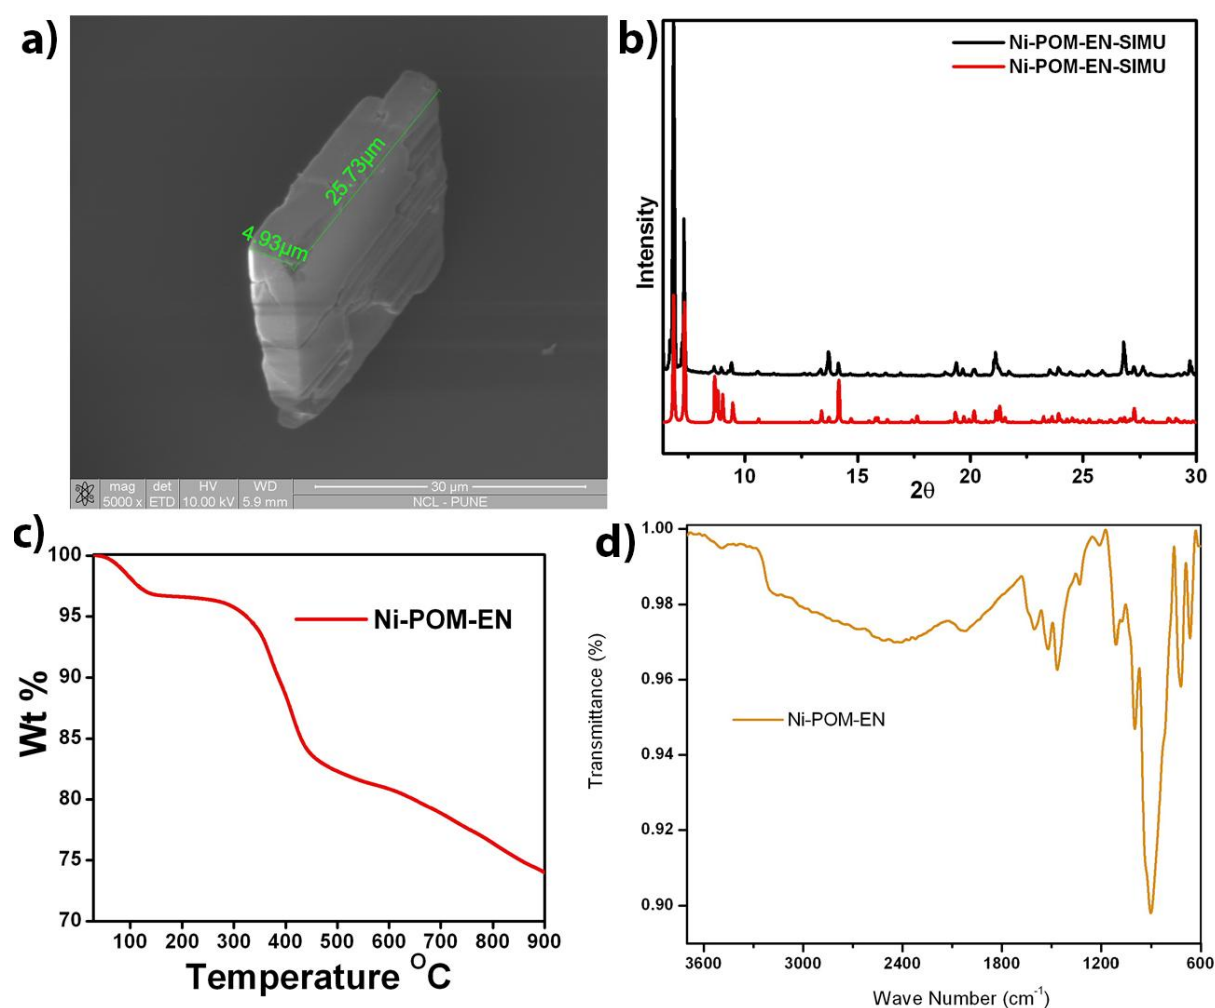 a)
25.73µm
4.93µm
mag det HV WD 30 µm
5000 x ETD 10.00 kV 5.9 mm NCL - PUNE
b)
Ni-POM-EN-SIMU
Ni-POM-EN-SIMU
Intensity
10 15 20 25 30
2θ
c)
100
95
90
85
80
75
70
Wt %
Ni-POM-EN
100 200 300 400 500 600 700 800 900
Temperature °C
d)
1.00
0.98
0.96
0.94
0.92
0.90
Transmittance (%)
Ni-POM-EN
3600 3000 2400 1800 1200 600
Wave Number (cm⁻¹)